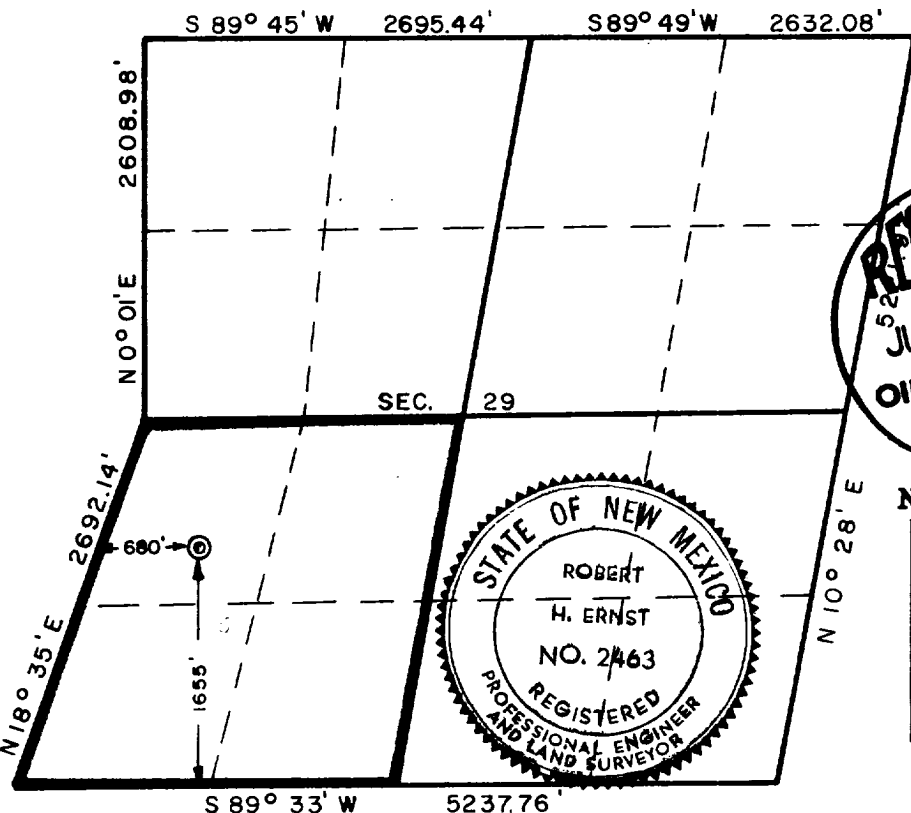 S 89° 45' W 2695.44' S 89° 49' W 2632.08'
2608.98'
N 0° 01' E
SEC. 29
2692.14'
N 18° 35' E
680'
1655'
S 89° 33' W 5237.76'
N 10° 28' E
STATE OF NEW MEXICO
ROBERT
H. ERNST
NO. 2463
REGISTERED
PROFESSIONAL ENGINEER
AND LAND SURVEYOR